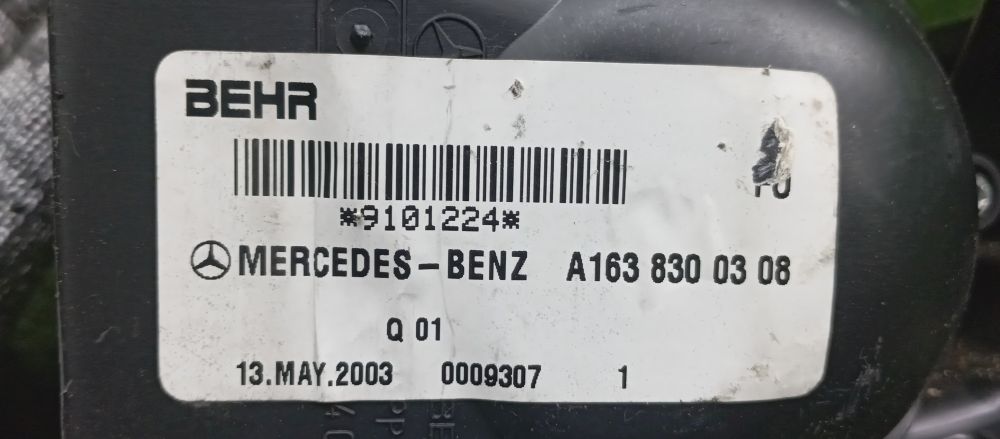 BEHR
*9101224*
MERCEDES-BENZ A163 830 03 08
Q 01
13.MAY.2003 0009307 1